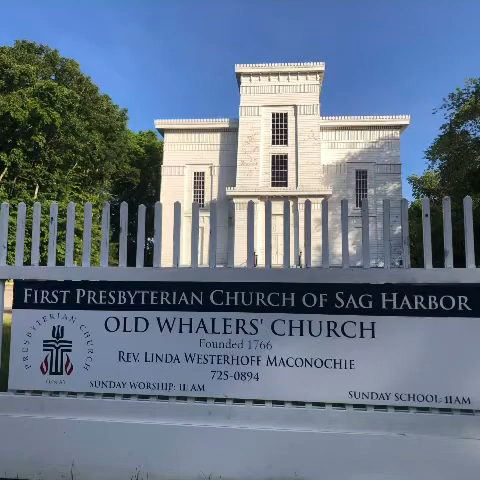 FIRST PRESBYTERIAN CHURCH OF SAG HARBOR
PRESBYTERIAN CHURCH
OLD WHALERS' CHURCH
Founded 1766
REV. LINDA WESTERHOFF MACONOCHIE
725-0894
SUNDAY WORSHIP: 11 AM
SUNDAY SCHOOL: 11AM